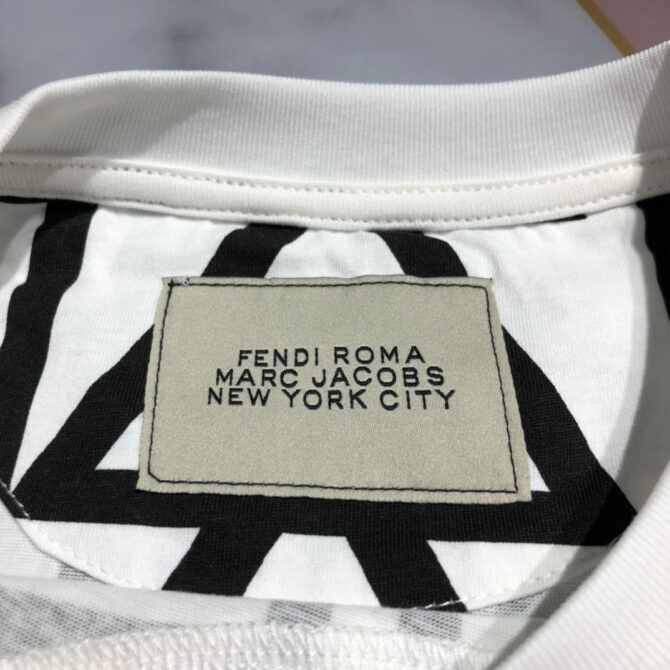 FENDI ROMA
MARC JACOBS
NEW YORK CITY